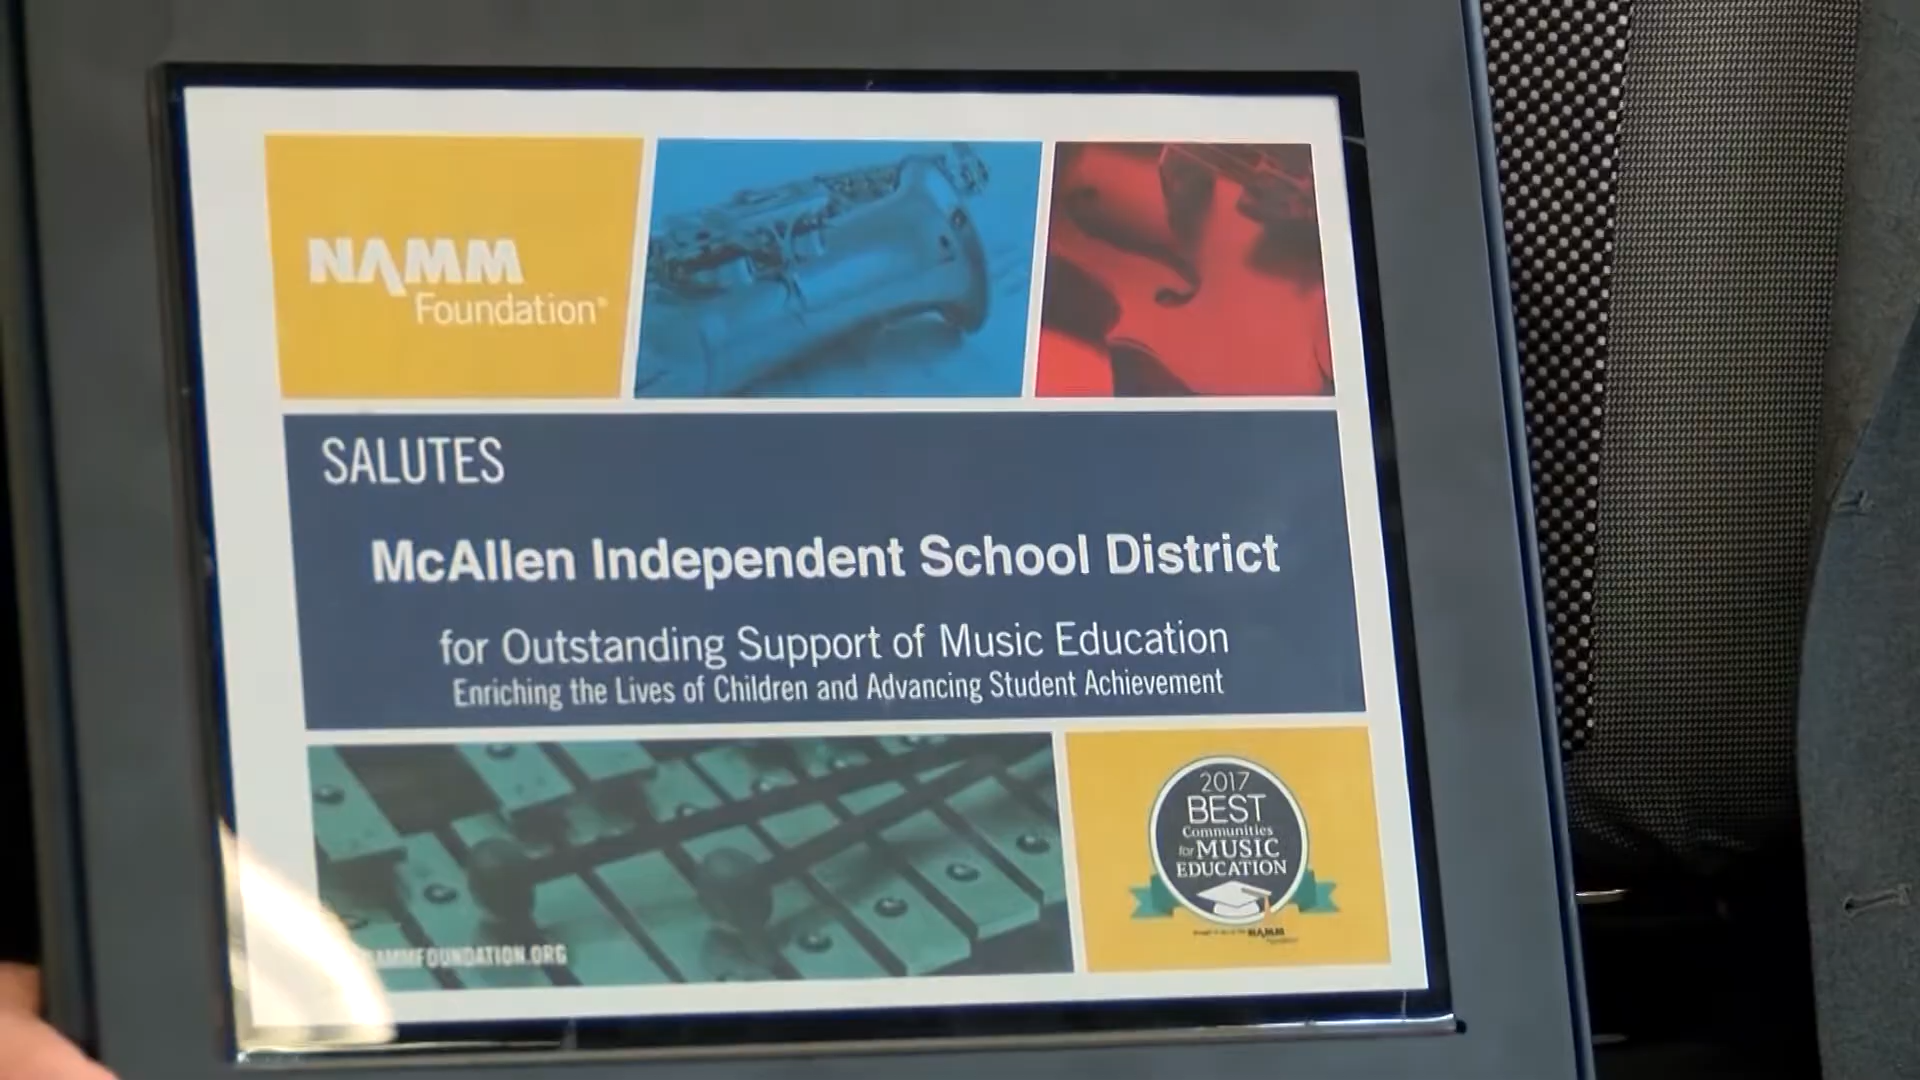 NAMM
Foundation®
SALUTES
McAllen Independent School District
for Outstanding Support of Music Education
Enriching the Lives of Children and Advancing Student Achievement
NAMMFOUNDATION.ORG
2017
BEST
Communities
for MUSIC
EDUCATION
NAMM